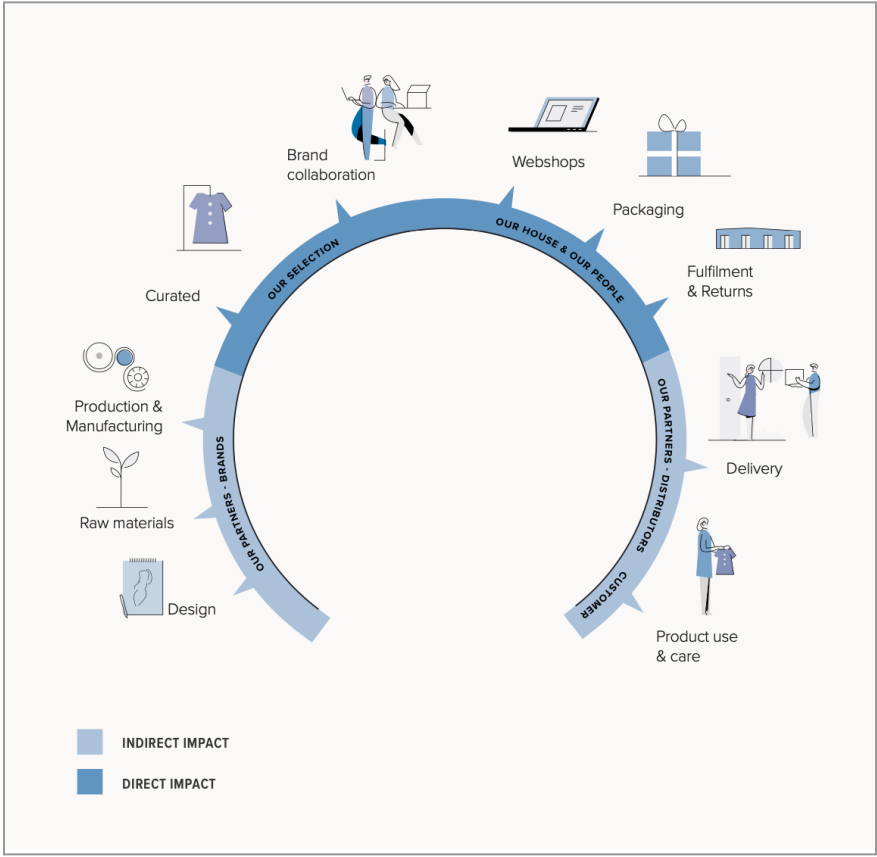 Brand
collaboration
Webshops
Packaging
Fulfilment
& Returns
Curated
Production &
Manufacturing
Raw materials
Design
Delivery
Product use
& care
OUR PARTNERS - BRANDS
OUR SELECTION
OUR HOUSE & OUR PEOPLE
OUR PARTNERS - DISTRIBUTORS
CUSTOMER
INDIRECT IMPACT
DIRECT IMPACT